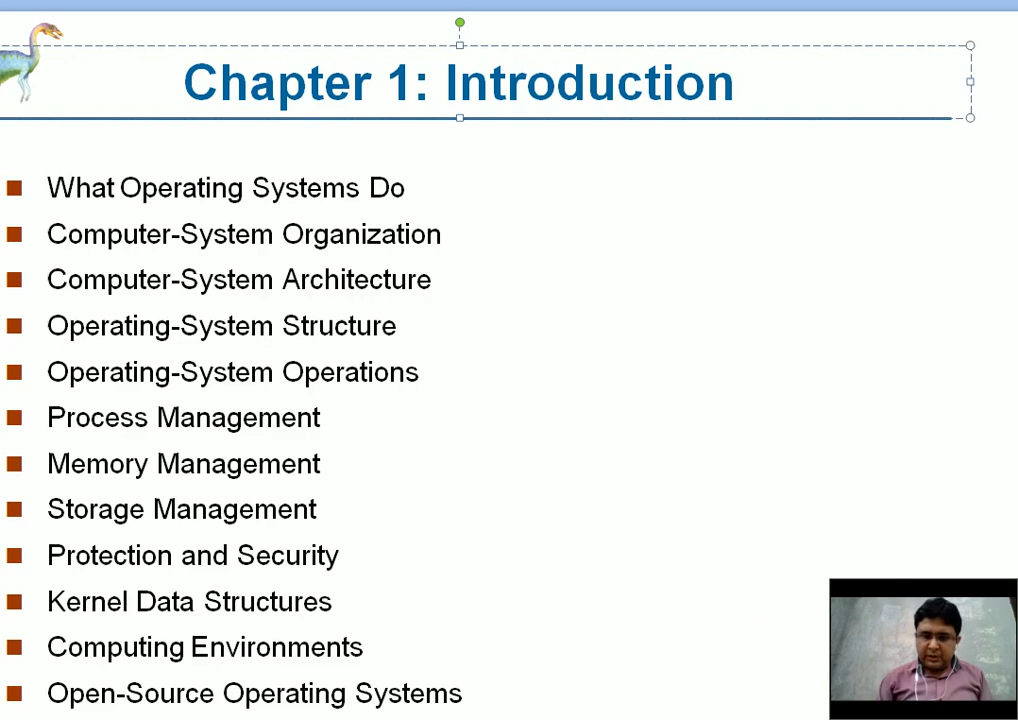 Chapter 1: Introduction
What Operating Systems Do
Computer-System Organization
Computer-System Architecture
Operating-System Structure
Operating-System Operations
Process Management
Memory Management
Storage Management
Protection and Security
Kernel Data Structures
Computing Environments
Open-Source Operating Systems